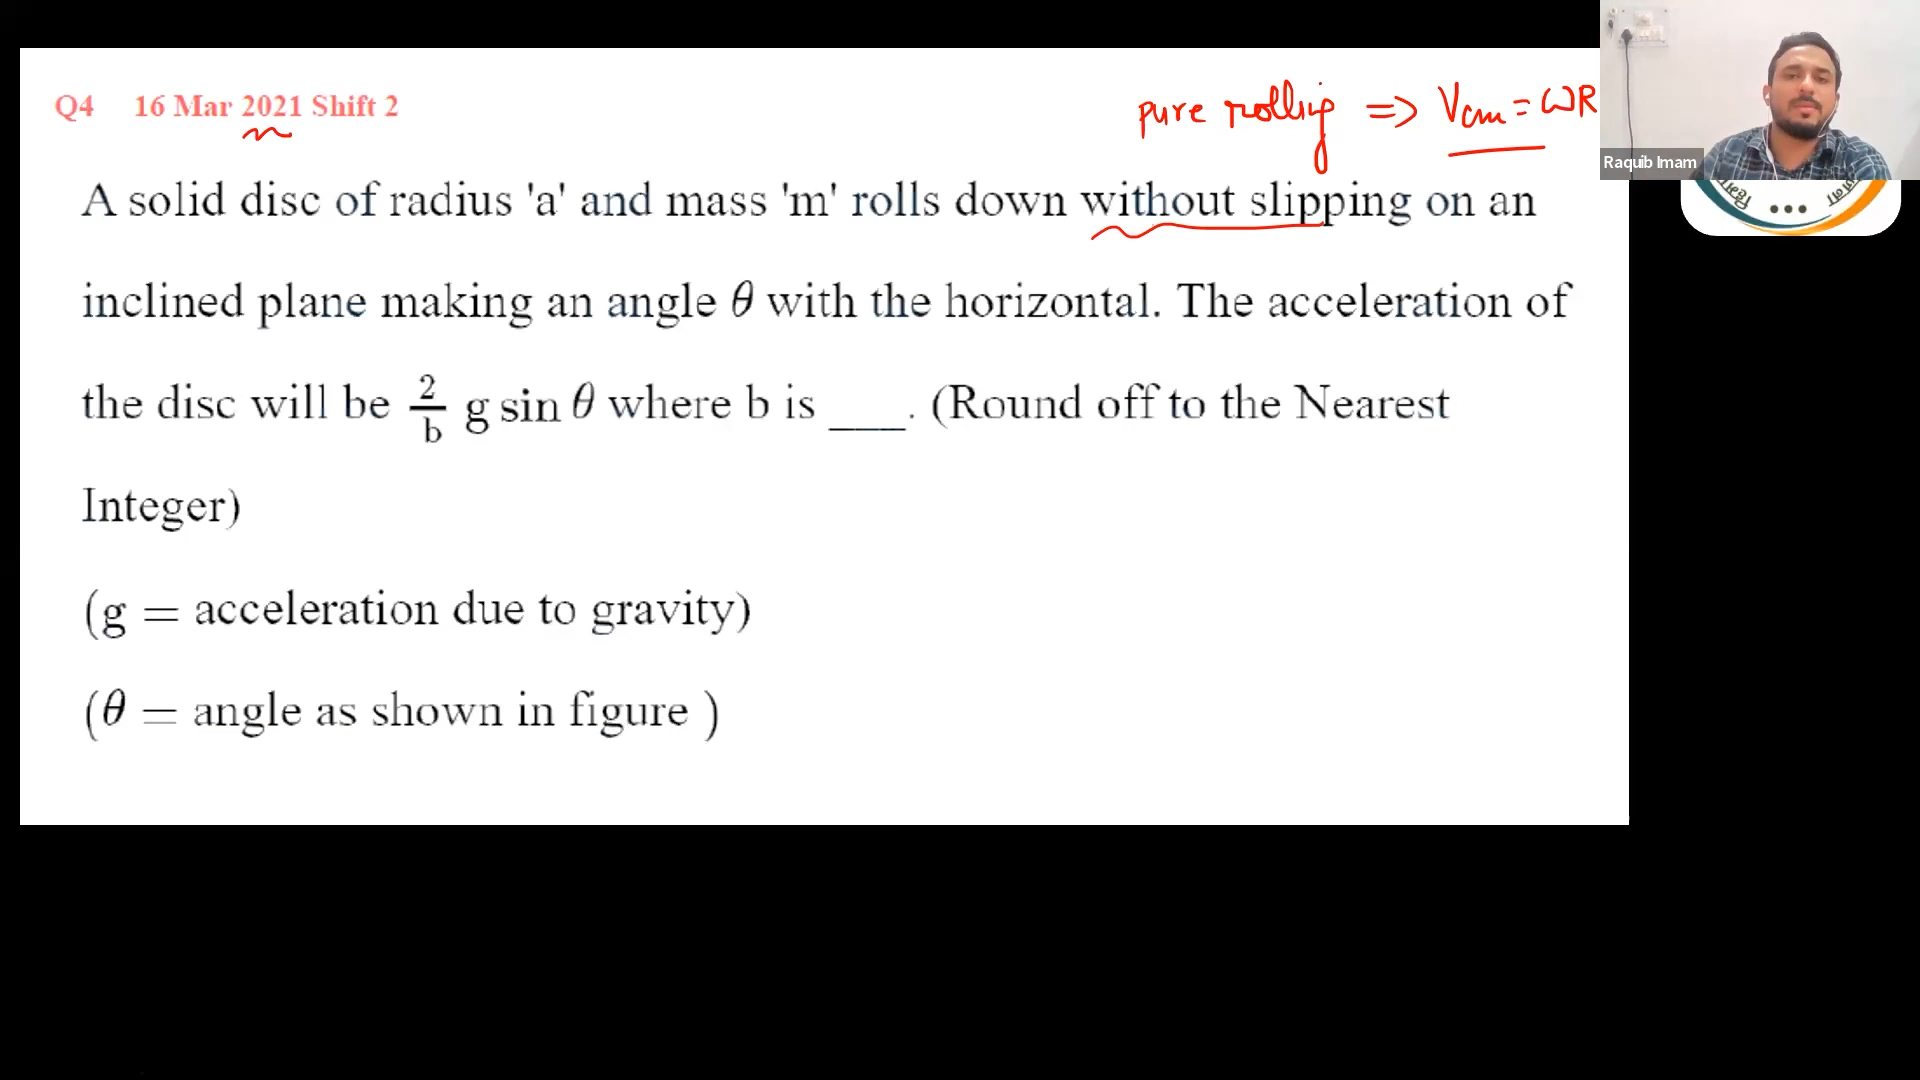 Q4 16 Mar 2021 Shift 2
pure rolling => Vcm = ωR
Raquib Imam
A solid disc of radius 'a' and mass 'm' rolls down without slipping on an
inclined plane making an angle θ with the horizontal. The acceleration of
the disc will be 2/b g sin θ where b is ___. (Round off to the Nearest
Integer)
(g = acceleration due to gravity)
(θ = angle as shown in figure )